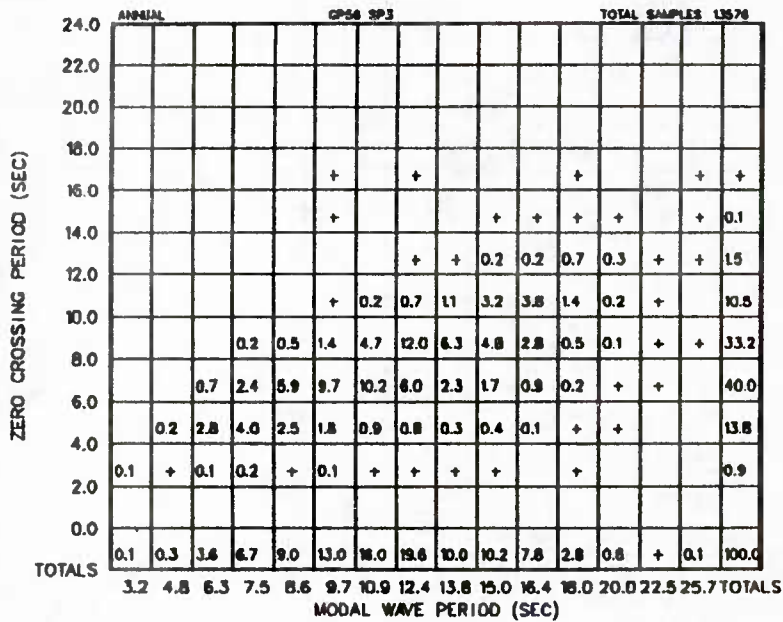 ANNUAL GP56 SP3 TOTAL SAMPLES 13576
24.0
22.0
20.0
18.0
+ + + + +
16.0
+ + + + + + 0.1
14.0
+ + 0.2 0.2 0.7 0.3 + + 1.5
12.0
+ 0.2 0.7 1.1 3.2 3.8 1.4 0.2 + 10.5
10.0
0.2 0.5 1.4 4.7 12.0 6.3 4.8 2.8 0.5 0.1 + + 33.2
8.0
0.7 2.4 5.9 9.7 10.2 6.0 2.3 1.7 0.9 0.2 + + 40.0
6.0
0.2 2.8 4.0 2.5 1.8 0.9 0.8 0.3 0.4 0.1 + + 13.8
4.0
0.1 + 0.1 0.2 + 0.1 + + + + + 0.9
2.0
0.0
0.1 0.3 3.6 6.7 9.0 13.0 16.0 19.6 10.0 10.2 7.8 2.8 0.6 + 0.1 100.0
TOTALS
3.2 4.8 6.3 7.5 8.6 9.7 10.9 12.4 13.8 15.0 16.4 18.0 20.0 22.5 25.7 TOTALS
MODAL WAVE PERIOD (SEC)
ZERO CROSSING PERIOD (SEC)